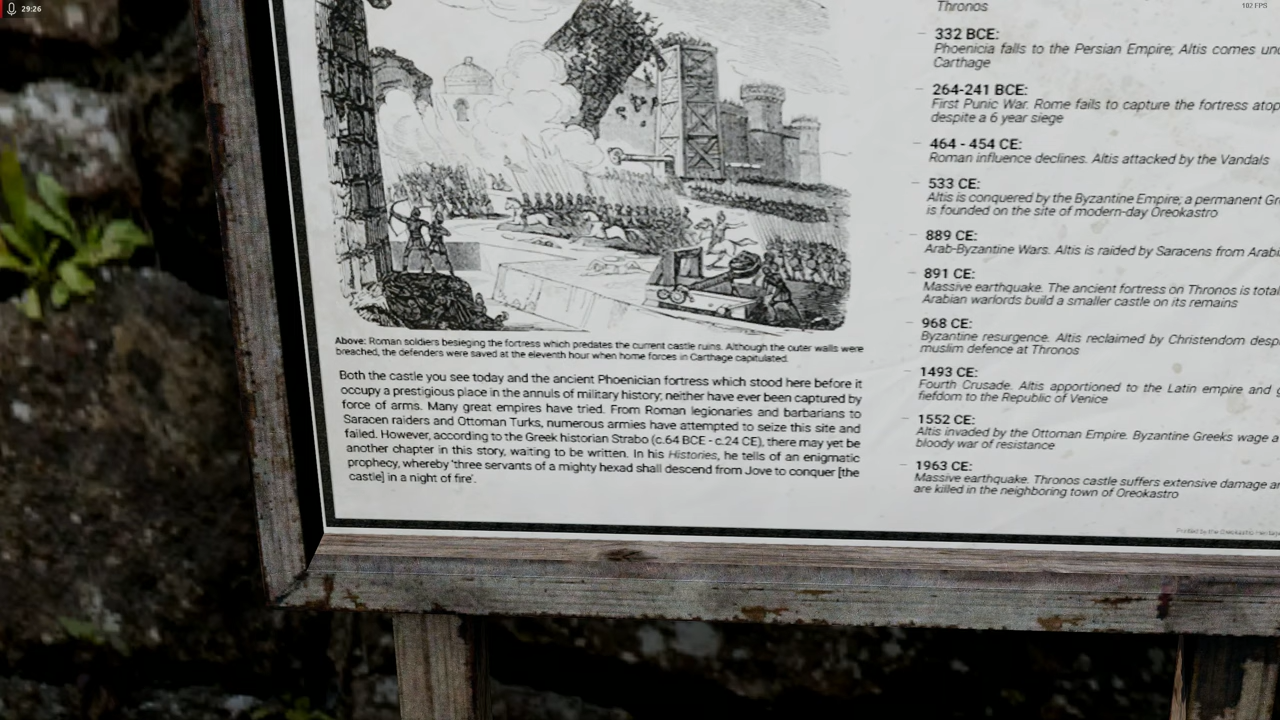 29:26
102 FPS
Thronos
332 BCE:
Phoenicia falls to the Persian Empire; Altis comes
Carthage
264-241 BCE:
First Punic War. Rome fails to capture the fortress atop
despite a 6 year siege
464 - 454 CE:
Roman influence declines. Altis attacked by the Vandals
533 CE:
Altis is conquered by the Byzantine Empire; a permanent
is founded on the site of modern-day Oreokastro
889 CE:
Arab-Byzantine Wars. Altis is raided by Saracens from
891 CE:
Massive earthquake. The ancient fortress on Thronos is
Arabian warlords build a smaller castle on its remains
968 CE:
Byzantine resurgence. Altis reclaimed by Christendom
muslim defence at Thronos
1493 CE:
Fourth Crusade. Altis apportioned to the Latin empire and
fiefdom to the Republic of Venice
1552 CE:
Altis invaded by the Ottoman Empire. Byzantine Greeks wage a
bloody war of resistance
1963 CE:
Massive earthquake. Thronos castle suffers extensive damage
are killed in the neighboring town of Oreokastro
Above: Roman soldiers besieging the fortress which predates the current castle ruins. Although the outer walls were
breached, the defenders were saved at the eleventh hour when home forces in Carthage capitulated.
Both the castle you see today and the ancient Phoenician fortress which stood here before it
occupy a prestigious place in the annuls of military history; neither have ever been captured by
force of arms. Many great empires have tried. From Roman legionaries and barbarians to
Saracen raiders and Ottoman Turks, numerous armies have attempted to seize this site and
failed. However, according to the Greek historian Strabo (c.64 BCE - c.24 CE), there may yet be
another chapter in this story, waiting to be written. In his Histories, he tells of an enigmatic
prophecy, whereby 'three servants of a mighty hexad shall descend from Jove to conquer [the
castle] in a night of fire'.
Printed by the Oreokastro Heritage